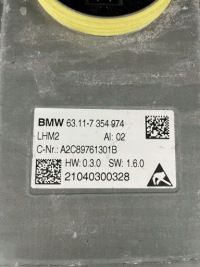 BMW 63.11-7 354 974
LHM2 AI: 02
C-Nr.: A2C89761301B
HW: 0.3.0 SW: 1.6.0
21040300328